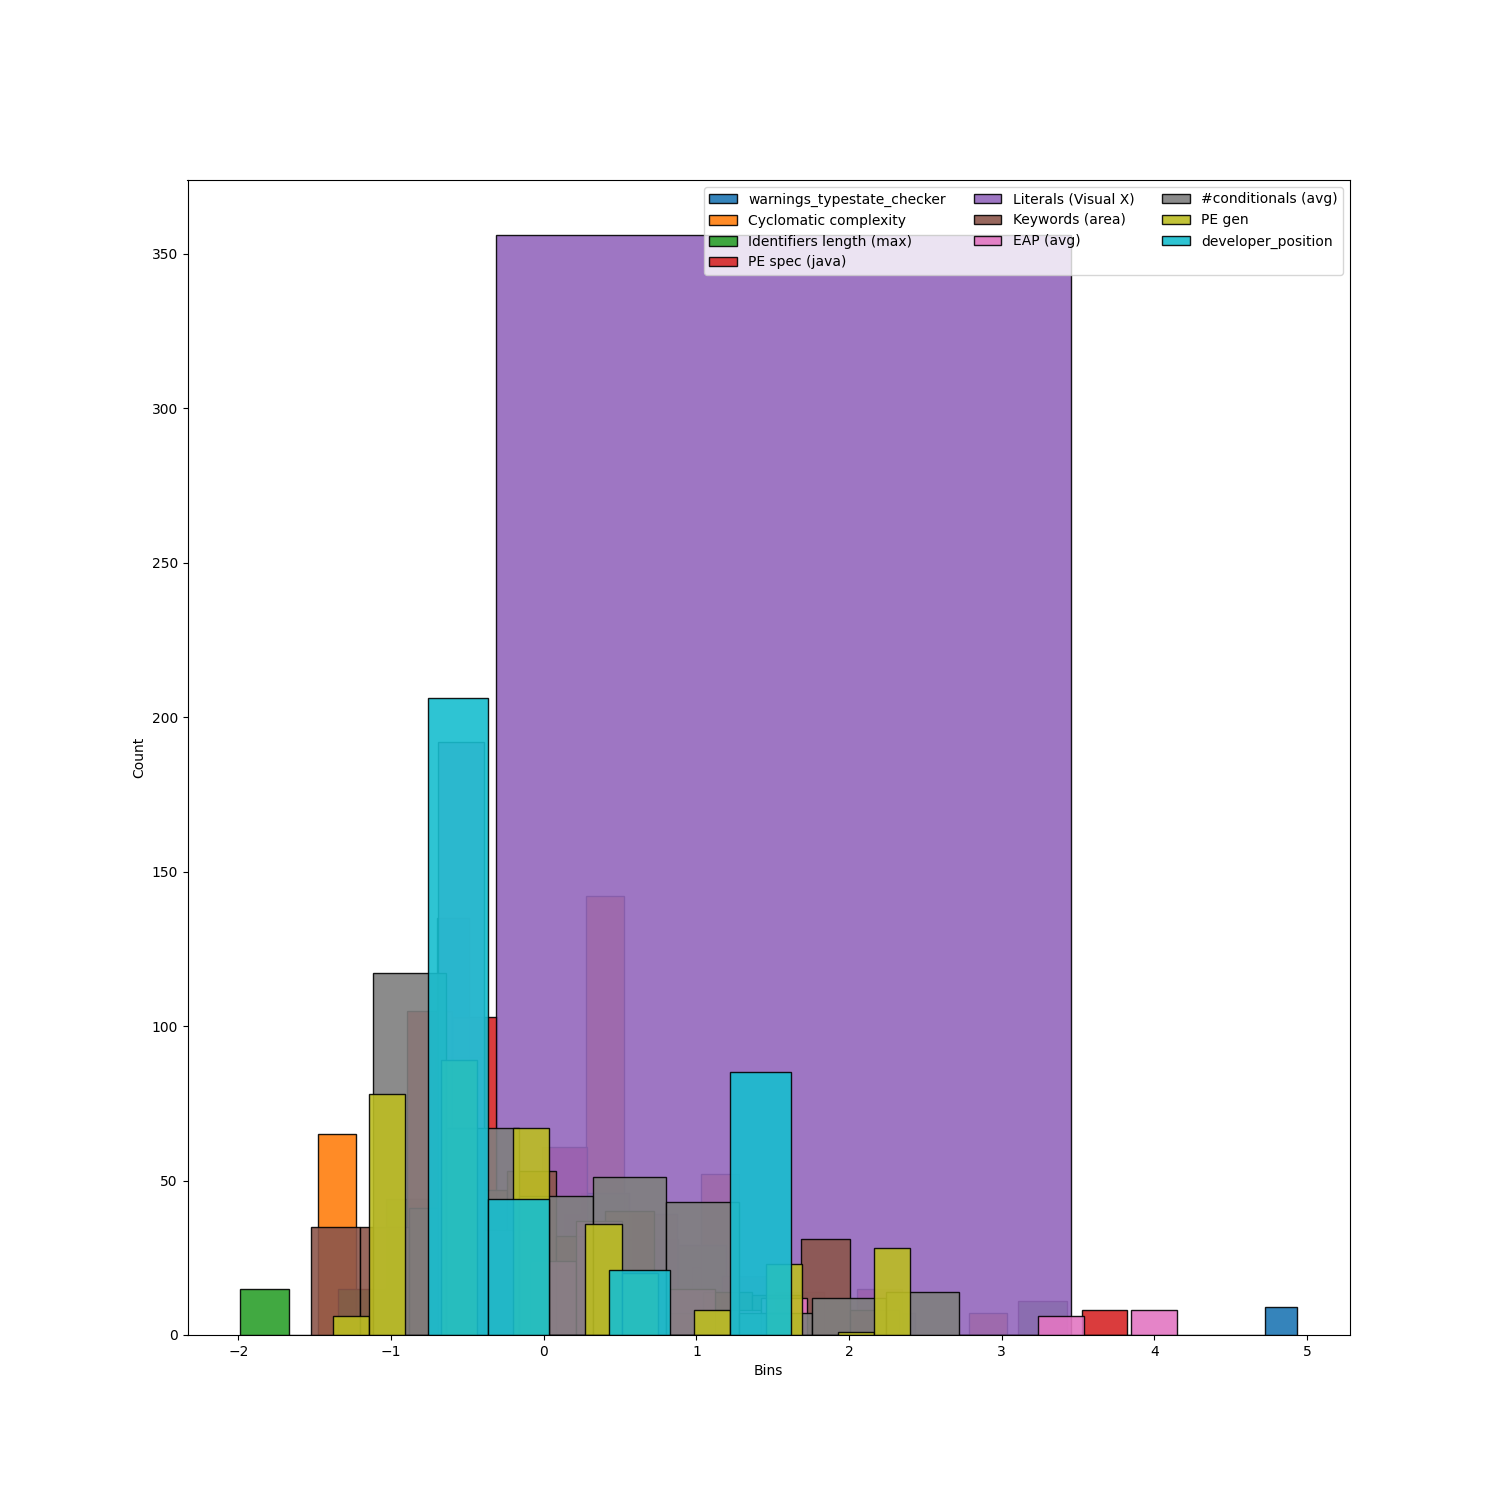 warnings_typestate_checker
Cyclomatic complexity
Identifiers length (max)
PE spec (java)
Literals (Visual X)
Keywords (area)
EAP (avg)
#conditionals (avg)
PE gen
developer_position
350
300
250
200
150
100
50
0
Count
−2 −1 0 1 2 3 4 5
Bins